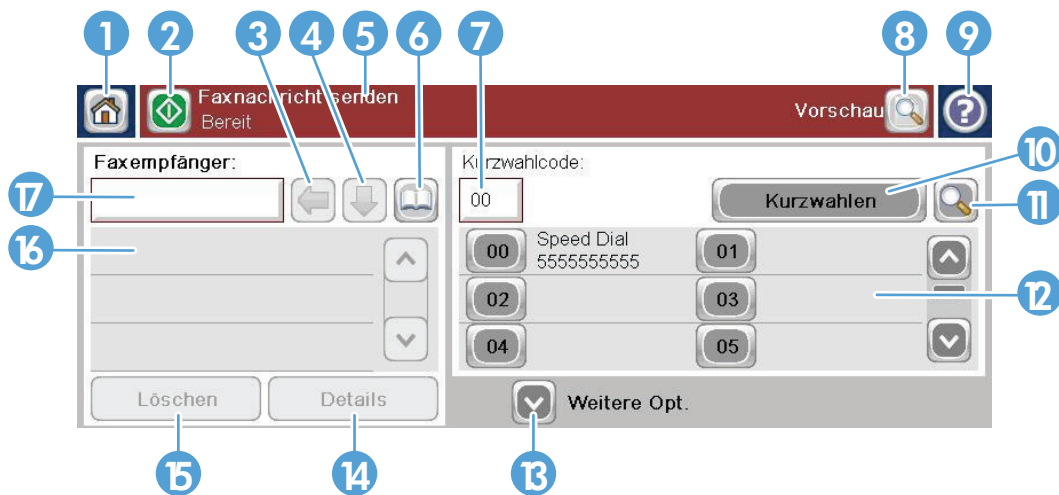 1 2 3 4 5 6 7 8 9
Faxnachricht senden
Bereit
Vorschau
?
Faxempfänger:
Kurzwahlcode:
10
17
00
Kurzwahlen
11
16
00 Speed Dial 01
5555555555
02 03
12
04 05
Löschen Details
Weitere Opt.
15 14 13